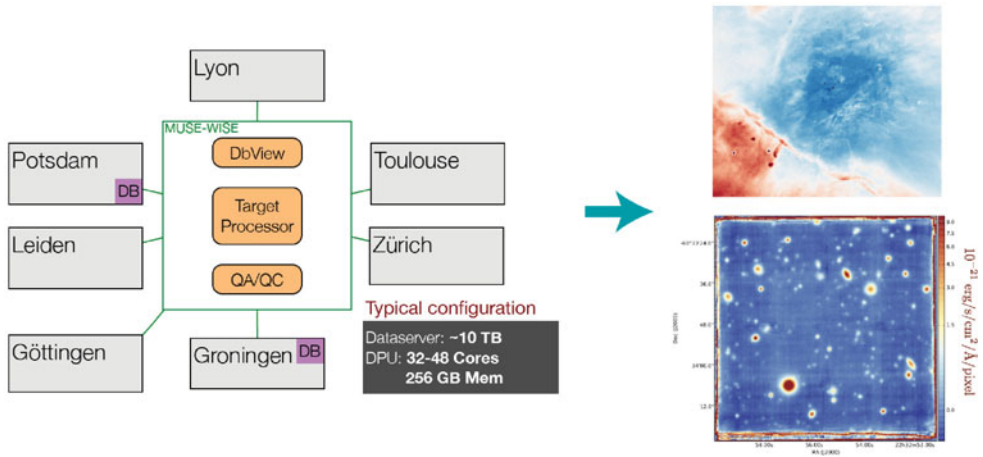 Lyon
MUSE-WISE
DbView
Target
Processor
QA/QC
Potsdam
DB
Toulouse
Leiden
Zürich
Göttingen
Groningen
DB
Typical configuration
Dataserver: ~10 TB
DPU: 32-48 Cores
256 GB Mem
10⁻²¹ erg/s/cm²/Å/pixel